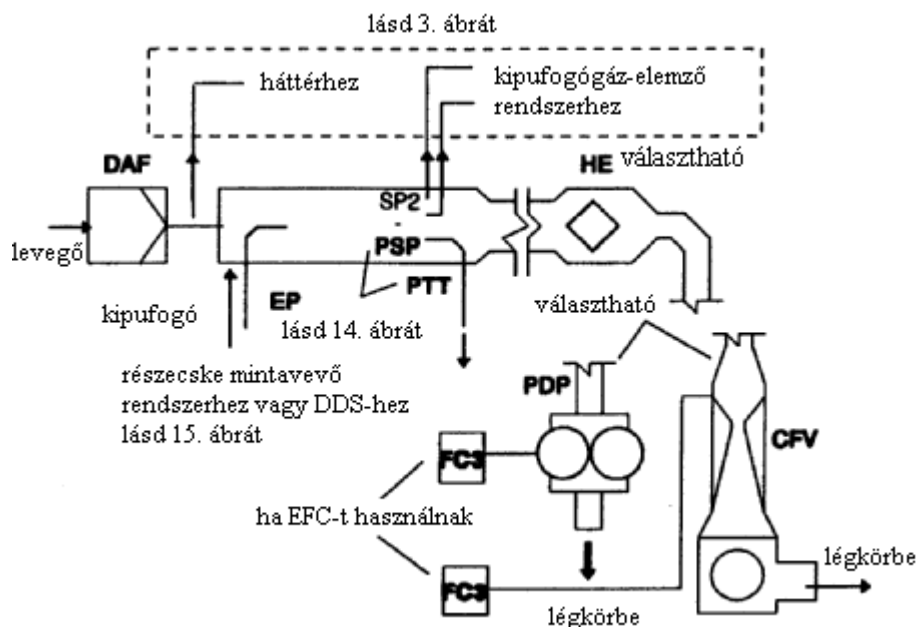 lásd 3. ábrát
háttérhez
kipufogógáz-elemző
rendszerhez
DAF
HE választható
SP2
levegő
PSP
PTT
EP
kipufogó
lásd 14. ábrát
választható
részecske mintavevő
rendszerhez vagy DDS-hez
lásd 15. ábrát
PDP
CFV
FC3
ha EFC-t használnak
légkörbe
FC3
légkörbe